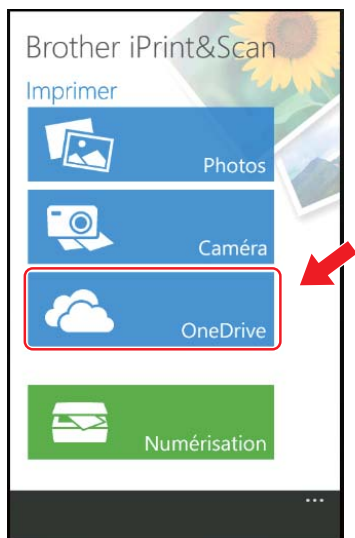 Brother iPrint&Scan
Imprimer
Photos
Caméra
OneDrive
Numérisation
...